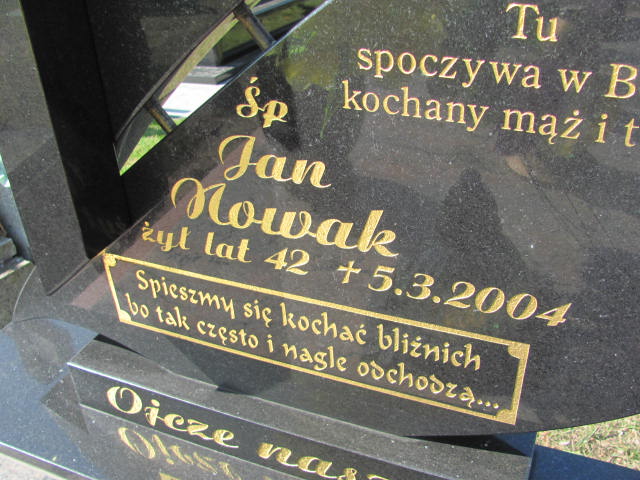 Tu
spoczywa w B
kochany mąż i t
Śp
Jan
Nowak
żył lat 42 ✝5.3.2004
Spieszmy się kochać bliźnich
bo tak często i nagle odchodzą...
Ojcze nasz